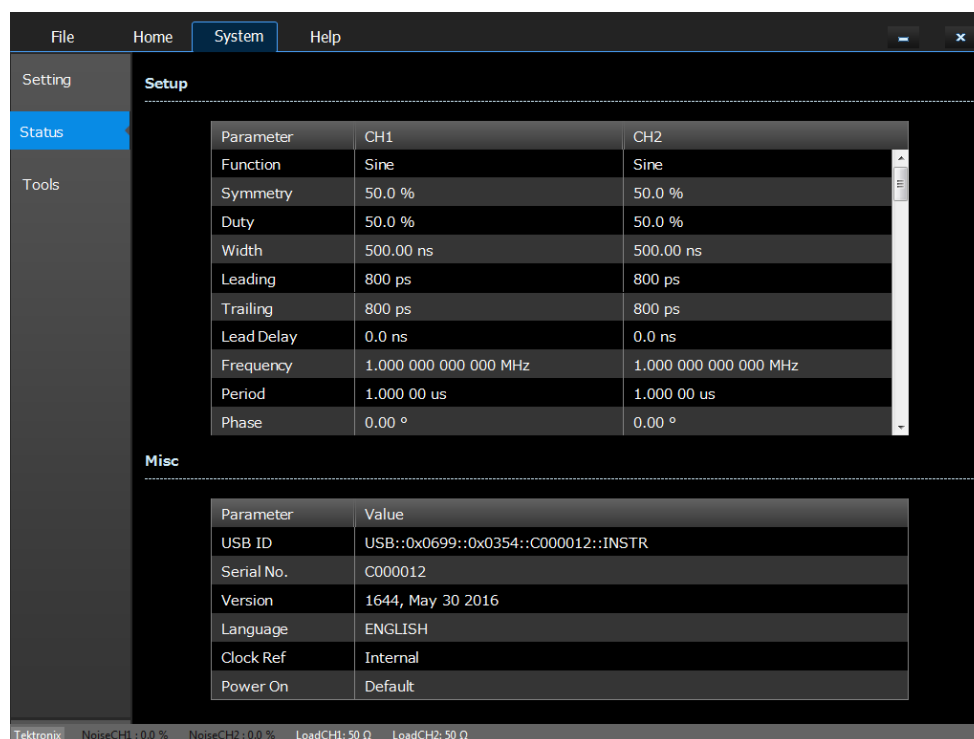 File Home System Help
Setting
Status
Tools
Setup
Parameter CH1 CH2
Function Sine Sine
Symmetry 50.0 % 50.0 %
Duty 50.0 % 50.0 %
Width 500.00 ns 500.00 ns
Leading 800 ps 800 ps
Trailing 800 ps 800 ps
Lead Delay 0.0 ns 0.0 ns
Frequency 1.000 000 000 000 MHz 1.000 000 000 000 MHz
Period 1.000 00 us 1.000 00 us
Phase 0.00 º 0.00 º
Misc
Parameter Value
USB ID USB::0x0699::0x0354::C000012::INSTR
Serial No. C000012
Version 1644, May 30 2016
Language ENGLISH
Clock Ref Internal
Power On Default
Tektronix NoiseCH1 : 0.0 % NoiseCH2 : 0.0 % LoadCH1: 50 Ω LoadCH2: 50 Ω